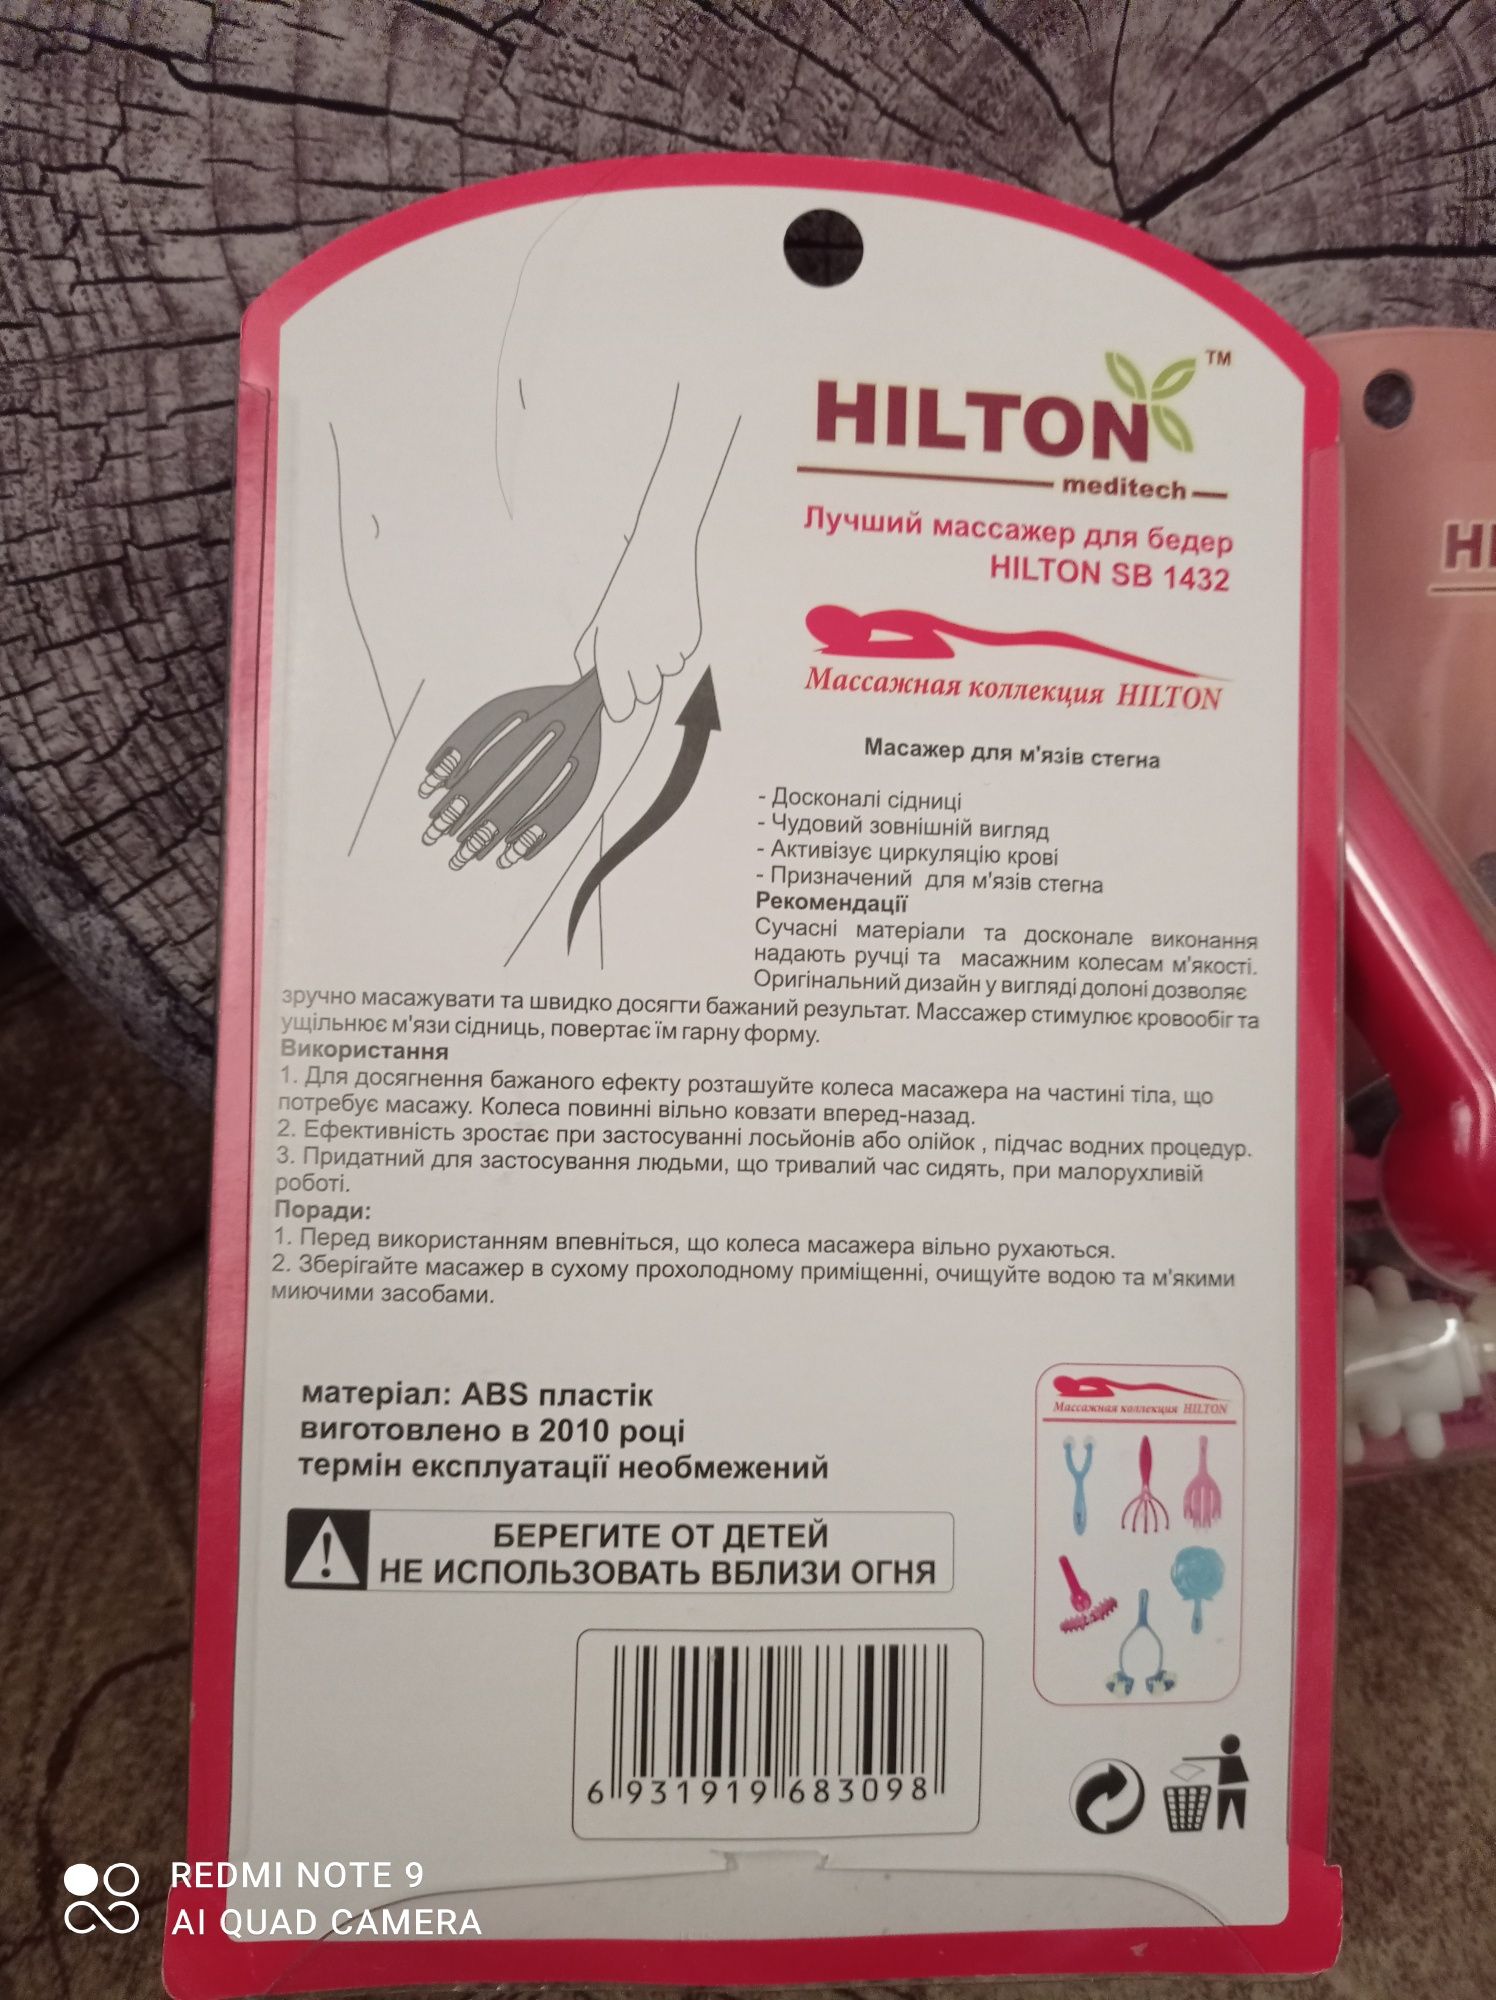 HILTON™
meditech
Лучший массажер для бедер
HILTON SB 1432
Массажная коллекция HILTON
Масажер для м'язів стегна
- Досконалі сідниці
- Чудовий зовнішній вигляд
- Активізує циркуляцію крові
- Призначений для м'язів стегна
Рекомендації
Сучасні матеріали та досконале виконання
надають ручці та масажним колесам м'якості.
Оригінальний дизайн у вигляді долоні дозволяє
зручно масажувати та швидко досягти бажаний результат. Массажер стимулює кровообіг та
ущільнює м'язи сідниць, повертає їм гарну форму.
Використання
1. Для досягнення бажаного ефекту розташуйте колеса масажера на частині тіла, що
потребує масажу. Колеса повинні вільно ковзати вперед-назад.
2. Ефективність зростає при застосуванні лосьйонів або олійок , підчас водних процедур.
3. Придатний для застосування людьми, що тривалий час сидять, при малорухливій
роботі.
Поради:
1. Перед використанням впевніться, що колеса масажера вільно рухаються.
2. Зберігайте масажер в сухому прохолодному приміщенні, очищуйте водою та м'якими
миючими засобами.
матеріал: ABS пластік
виготовлено в 2010 році
термін експлуатації необмежений
БЕРЕГИТЕ ОТ ДЕТЕЙ
НЕ ИСПОЛЬЗОВАТЬ ВБЛИЗИ ОГНЯ
Массажная коллекция HILTON
6 931919 683098
HI
REDMI NOTE 9
AI QUAD CAMERA